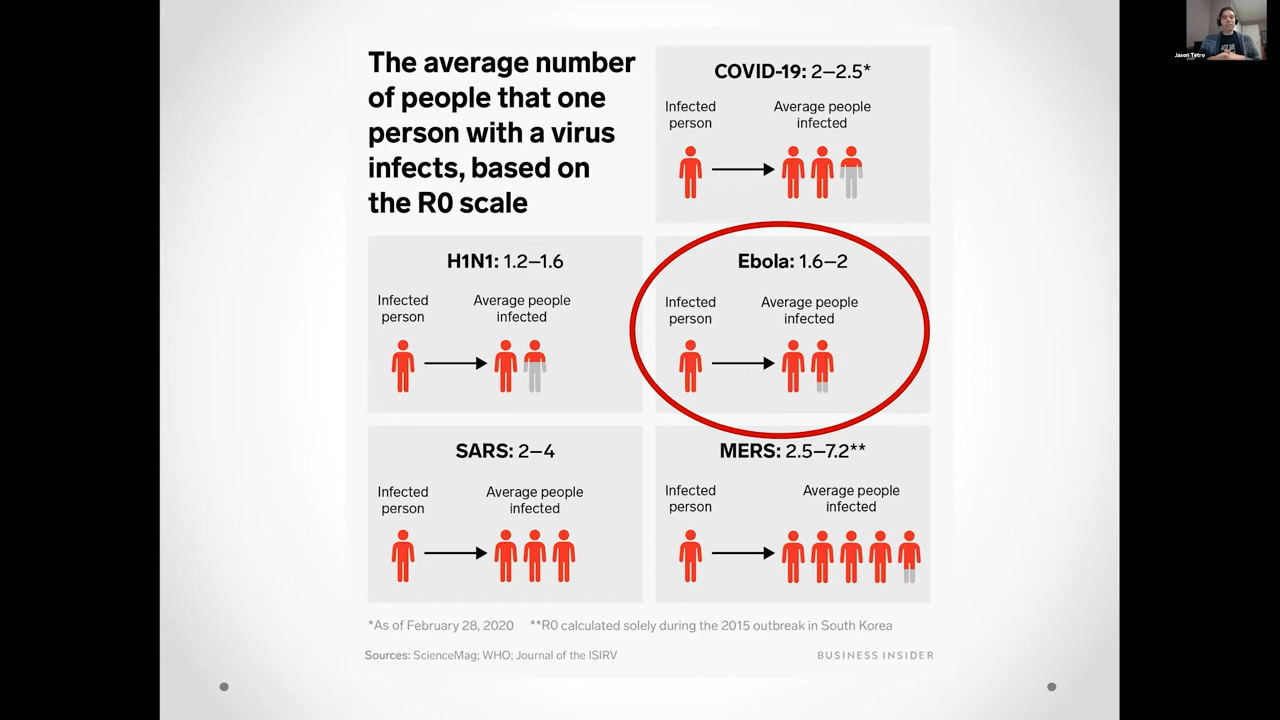 The average number
of people that one
person with a virus
infects, based on
the R0 scale
COVID-19: 2–2.5*
Infected
person
Average people
infected
H1N1: 1.2–1.6
Infected
person
Average people
infected
Ebola: 1.6–2
Infected
person
Average people
infected
SARS: 2–4
Infected
person
Average people
infected
MERS: 2.5–7.2**
Infected
person
Average people
infected
*As of February 28, 2020 **R0 calculated solely during the 2015 outbreak in South Korea
Sources: ScienceMag; WHO; Journal of the ISIRV
BUSINESS INSIDER
Jason Tetro